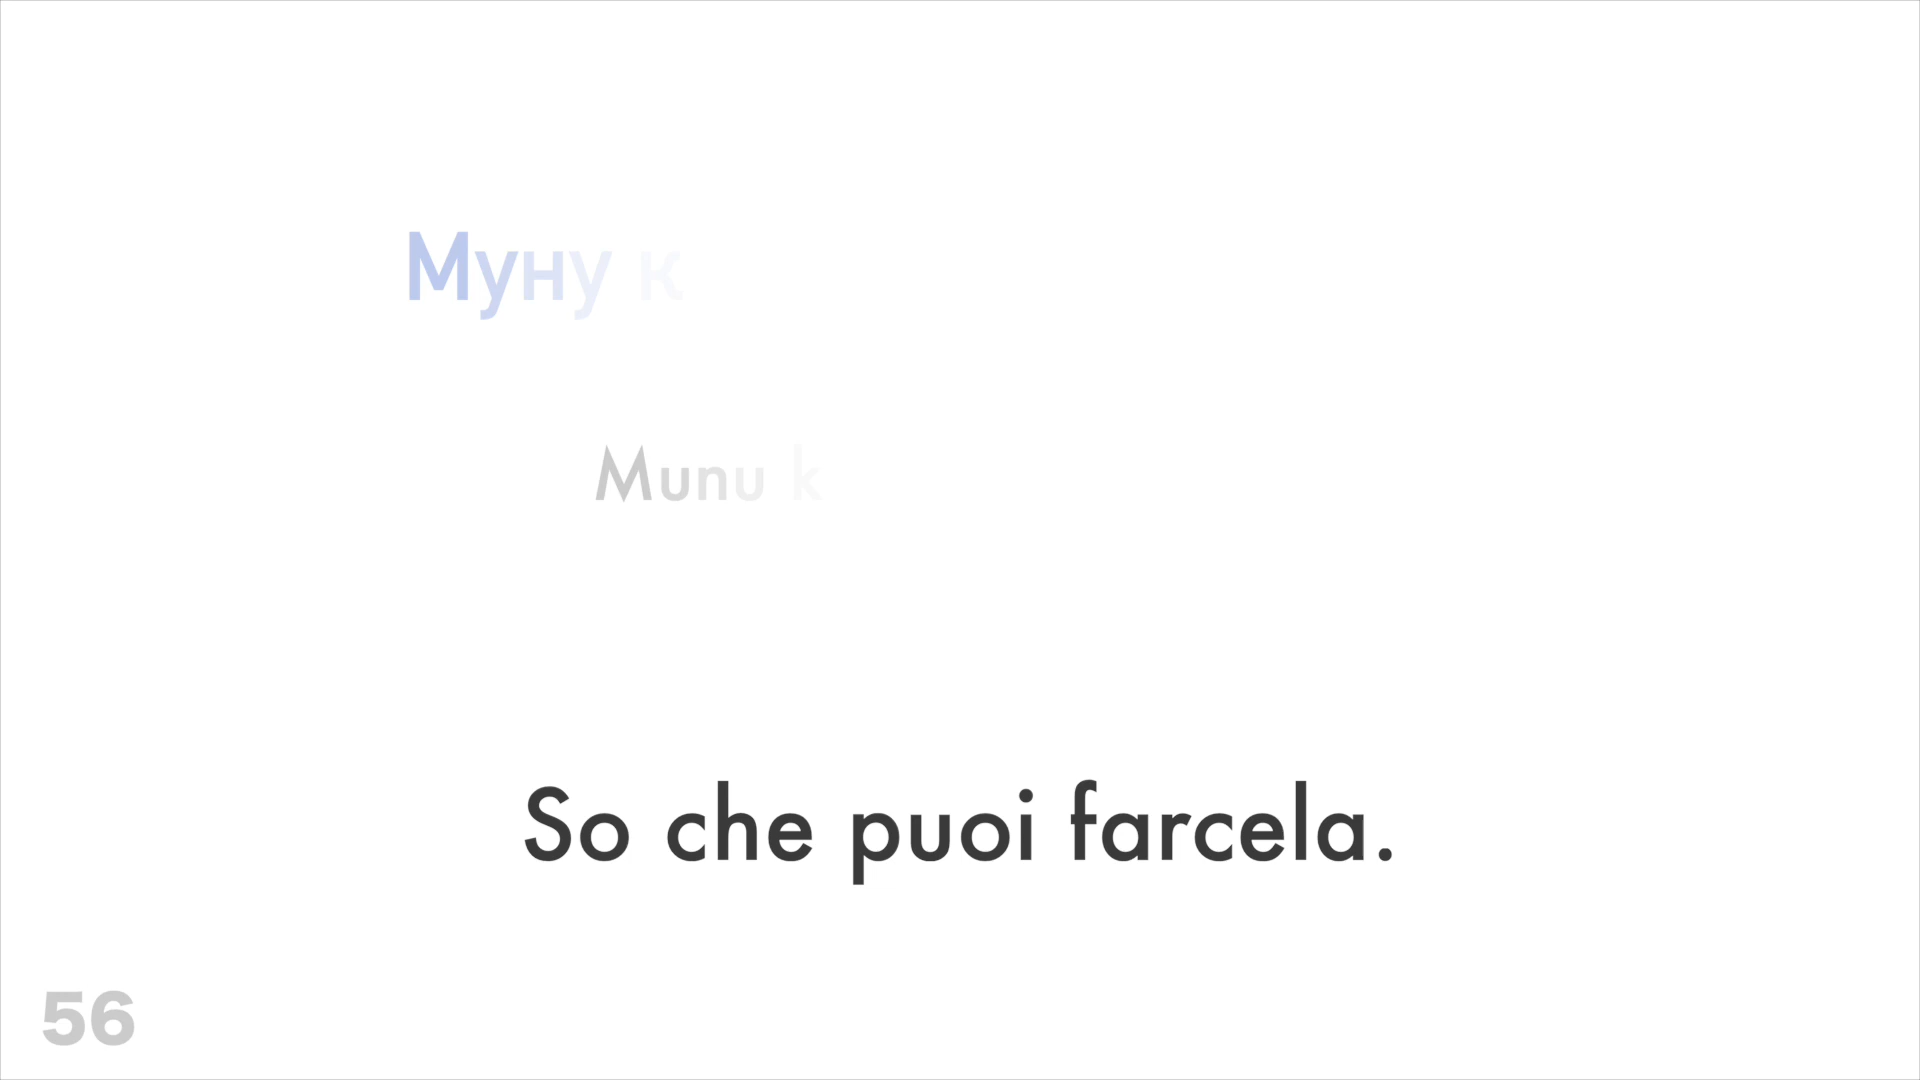 Муну к
Munu k
So che puoi farcela.
56